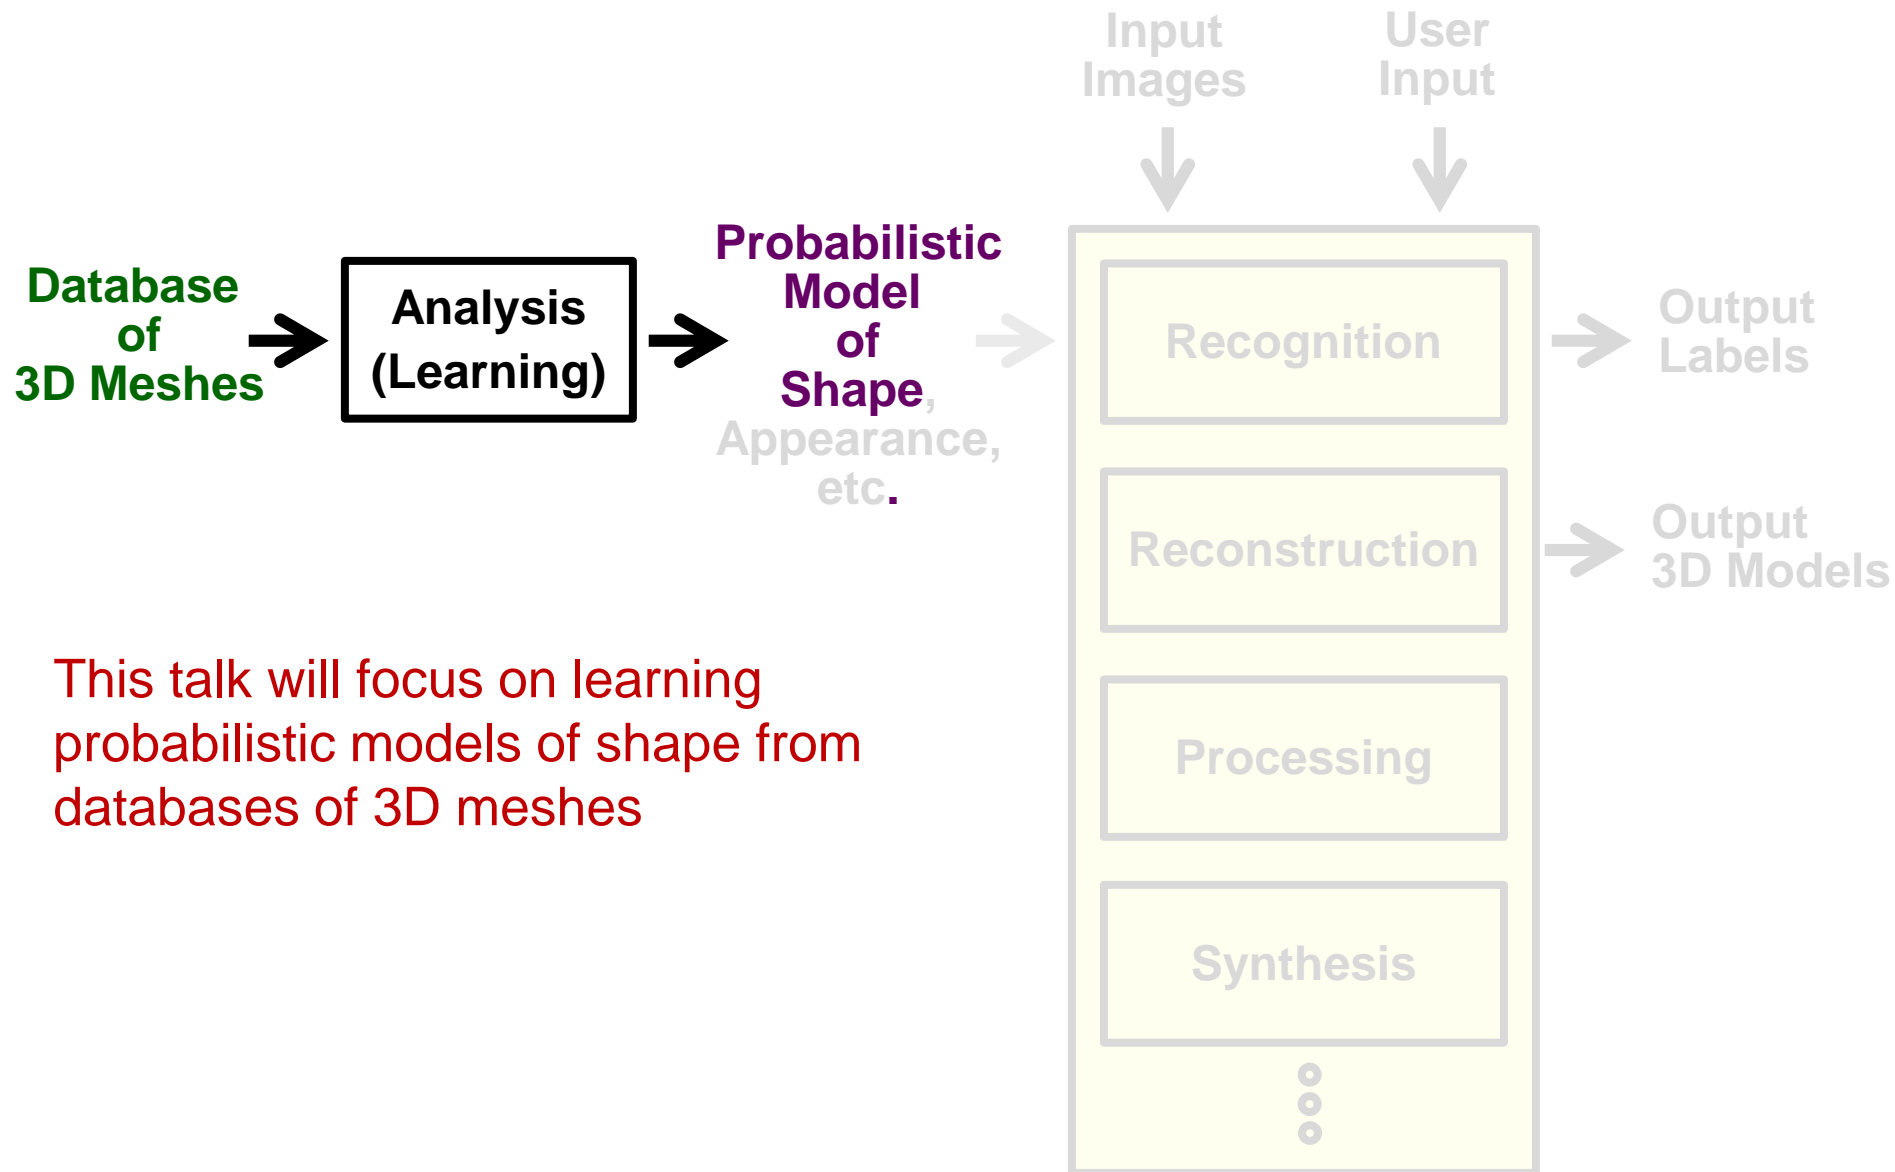 Input
Images
User
Input
Database
of
3D Meshes
Analysis
(Learning)
Probabilistic
Model
of
Shape,
Appearance,
etc.
Recognition
Reconstruction
Processing
Synthesis
Output
Labels
Output
3D Models
This talk will focus on learning
probabilistic models of shape from
databases of 3D meshes